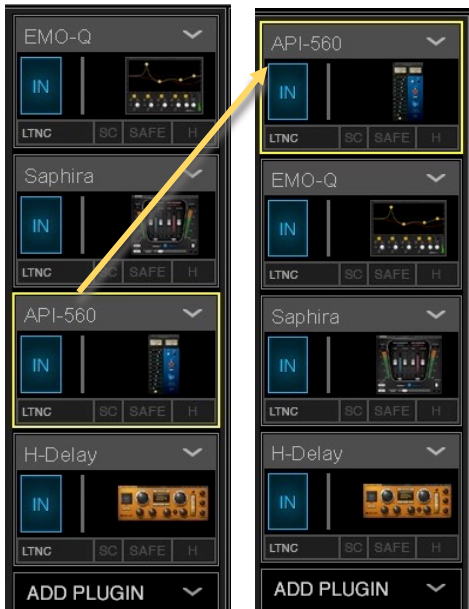 EMO-Q
IN
LTNC SC SAFE H
Saphira
IN
LTNC SC SAFE H
API-560
IN
LTNC SC SAFE H
H-Delay
IN
LTNC SC SAFE H
ADD PLUGIN
API-560
IN
LTNC SC SAFE H
EMO-Q
IN
LTNC SC SAFE H
Saphira
IN
LTNC SC SAFE H
H-Delay
IN
LTNC SC SAFE H
ADD PLUGIN